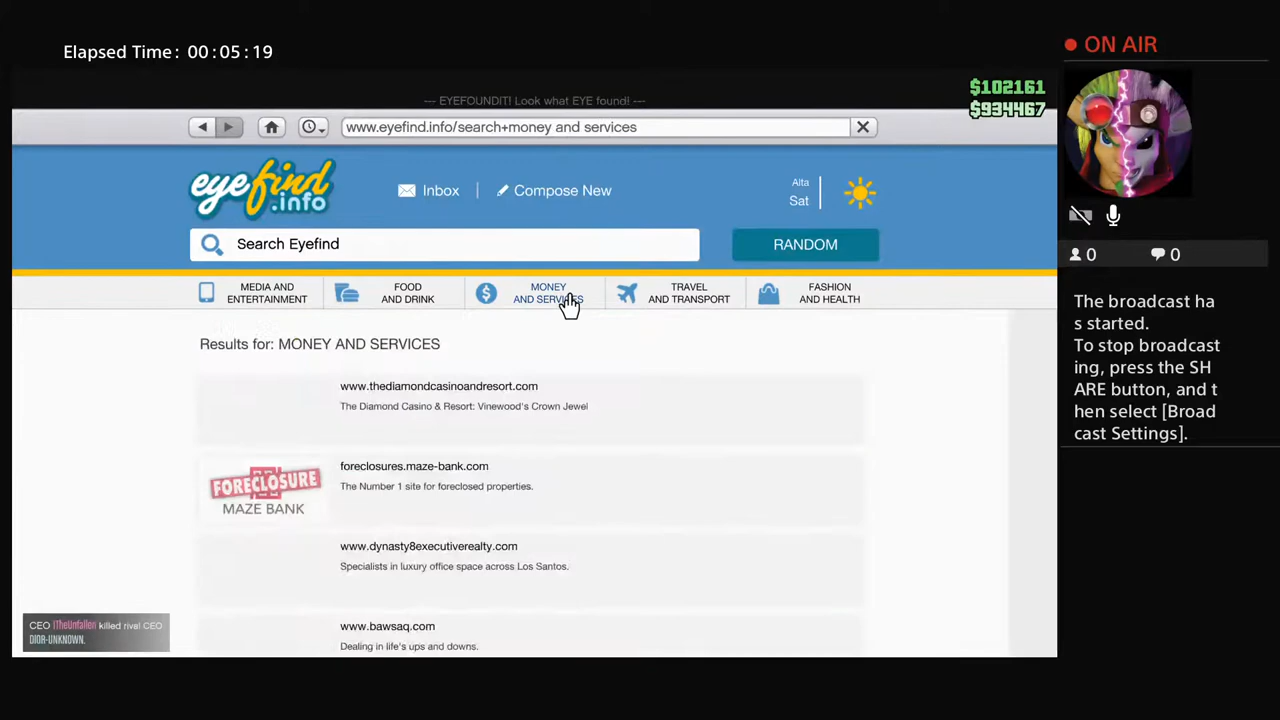 Elapsed Time: 00:05:19
ON AIR
--- EYEFOUNDIT! Look what EYE found! ---
$102161
$934467
www.eyefind.info/search+money and services
eyefind
.info
Inbox
Compose New
Alta
Sat
Search Eyefind
RANDOM
0
0
MEDIA AND
ENTERTAINMENT
FOOD
AND DRINK
MONEY
AND SERVICES
TRAVEL
AND TRANSPORT
FASHION
AND HEALTH
The broadcast ha
s started.
To stop broadcast
ing, press the SH
ARE button, and t
hen select [Broad
cast Settings].
Results for: MONEY AND SERVICES
www.thediamondcasinoandresort.com
The Diamond Casino & Resort: Vinewood's Crown Jewel
FORECLOSURE
MAZE BANK
foreclosures.maze-bank.com
The Number 1 site for foreclosed properties.
www.dynasty8executiverealty.com
Specialists in luxury office space across Los Santos.
www.bawsaq.com
Dealing in life's ups and downs.
CEO iTheUnfallen killed rival CEO
DIOR-UNKNOWN.